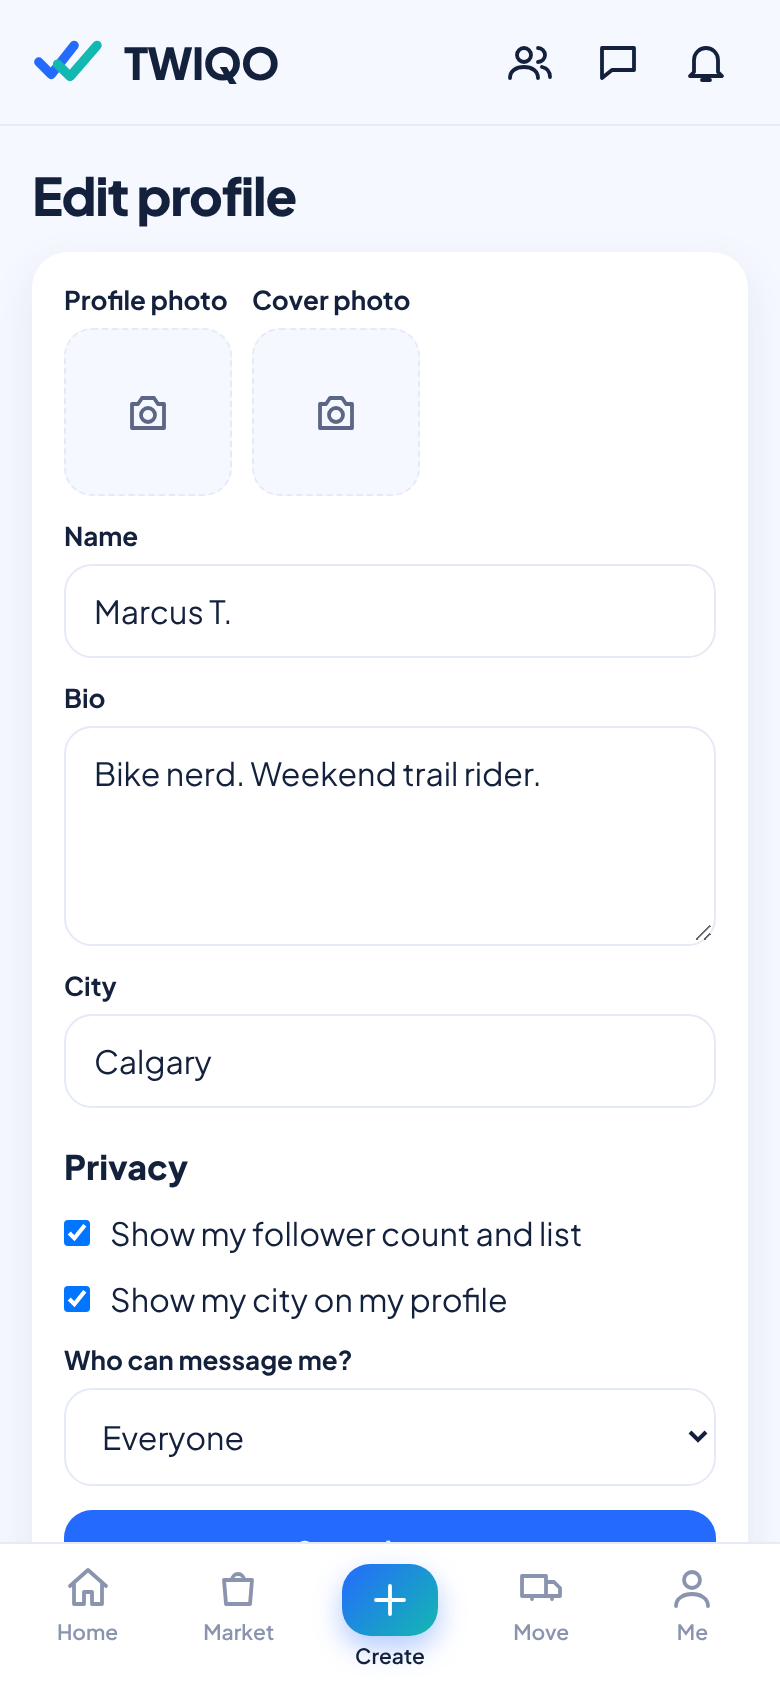 TWIQO
Edit profile
Profile photo Cover photo
Name
Marcus T.
Bio
Bike nerd. Weekend trail rider.
City
Calgary
Privacy
Show my follower count and list
Show my city on my profile
Who can message me?
Everyone
Home Market Create Move Me